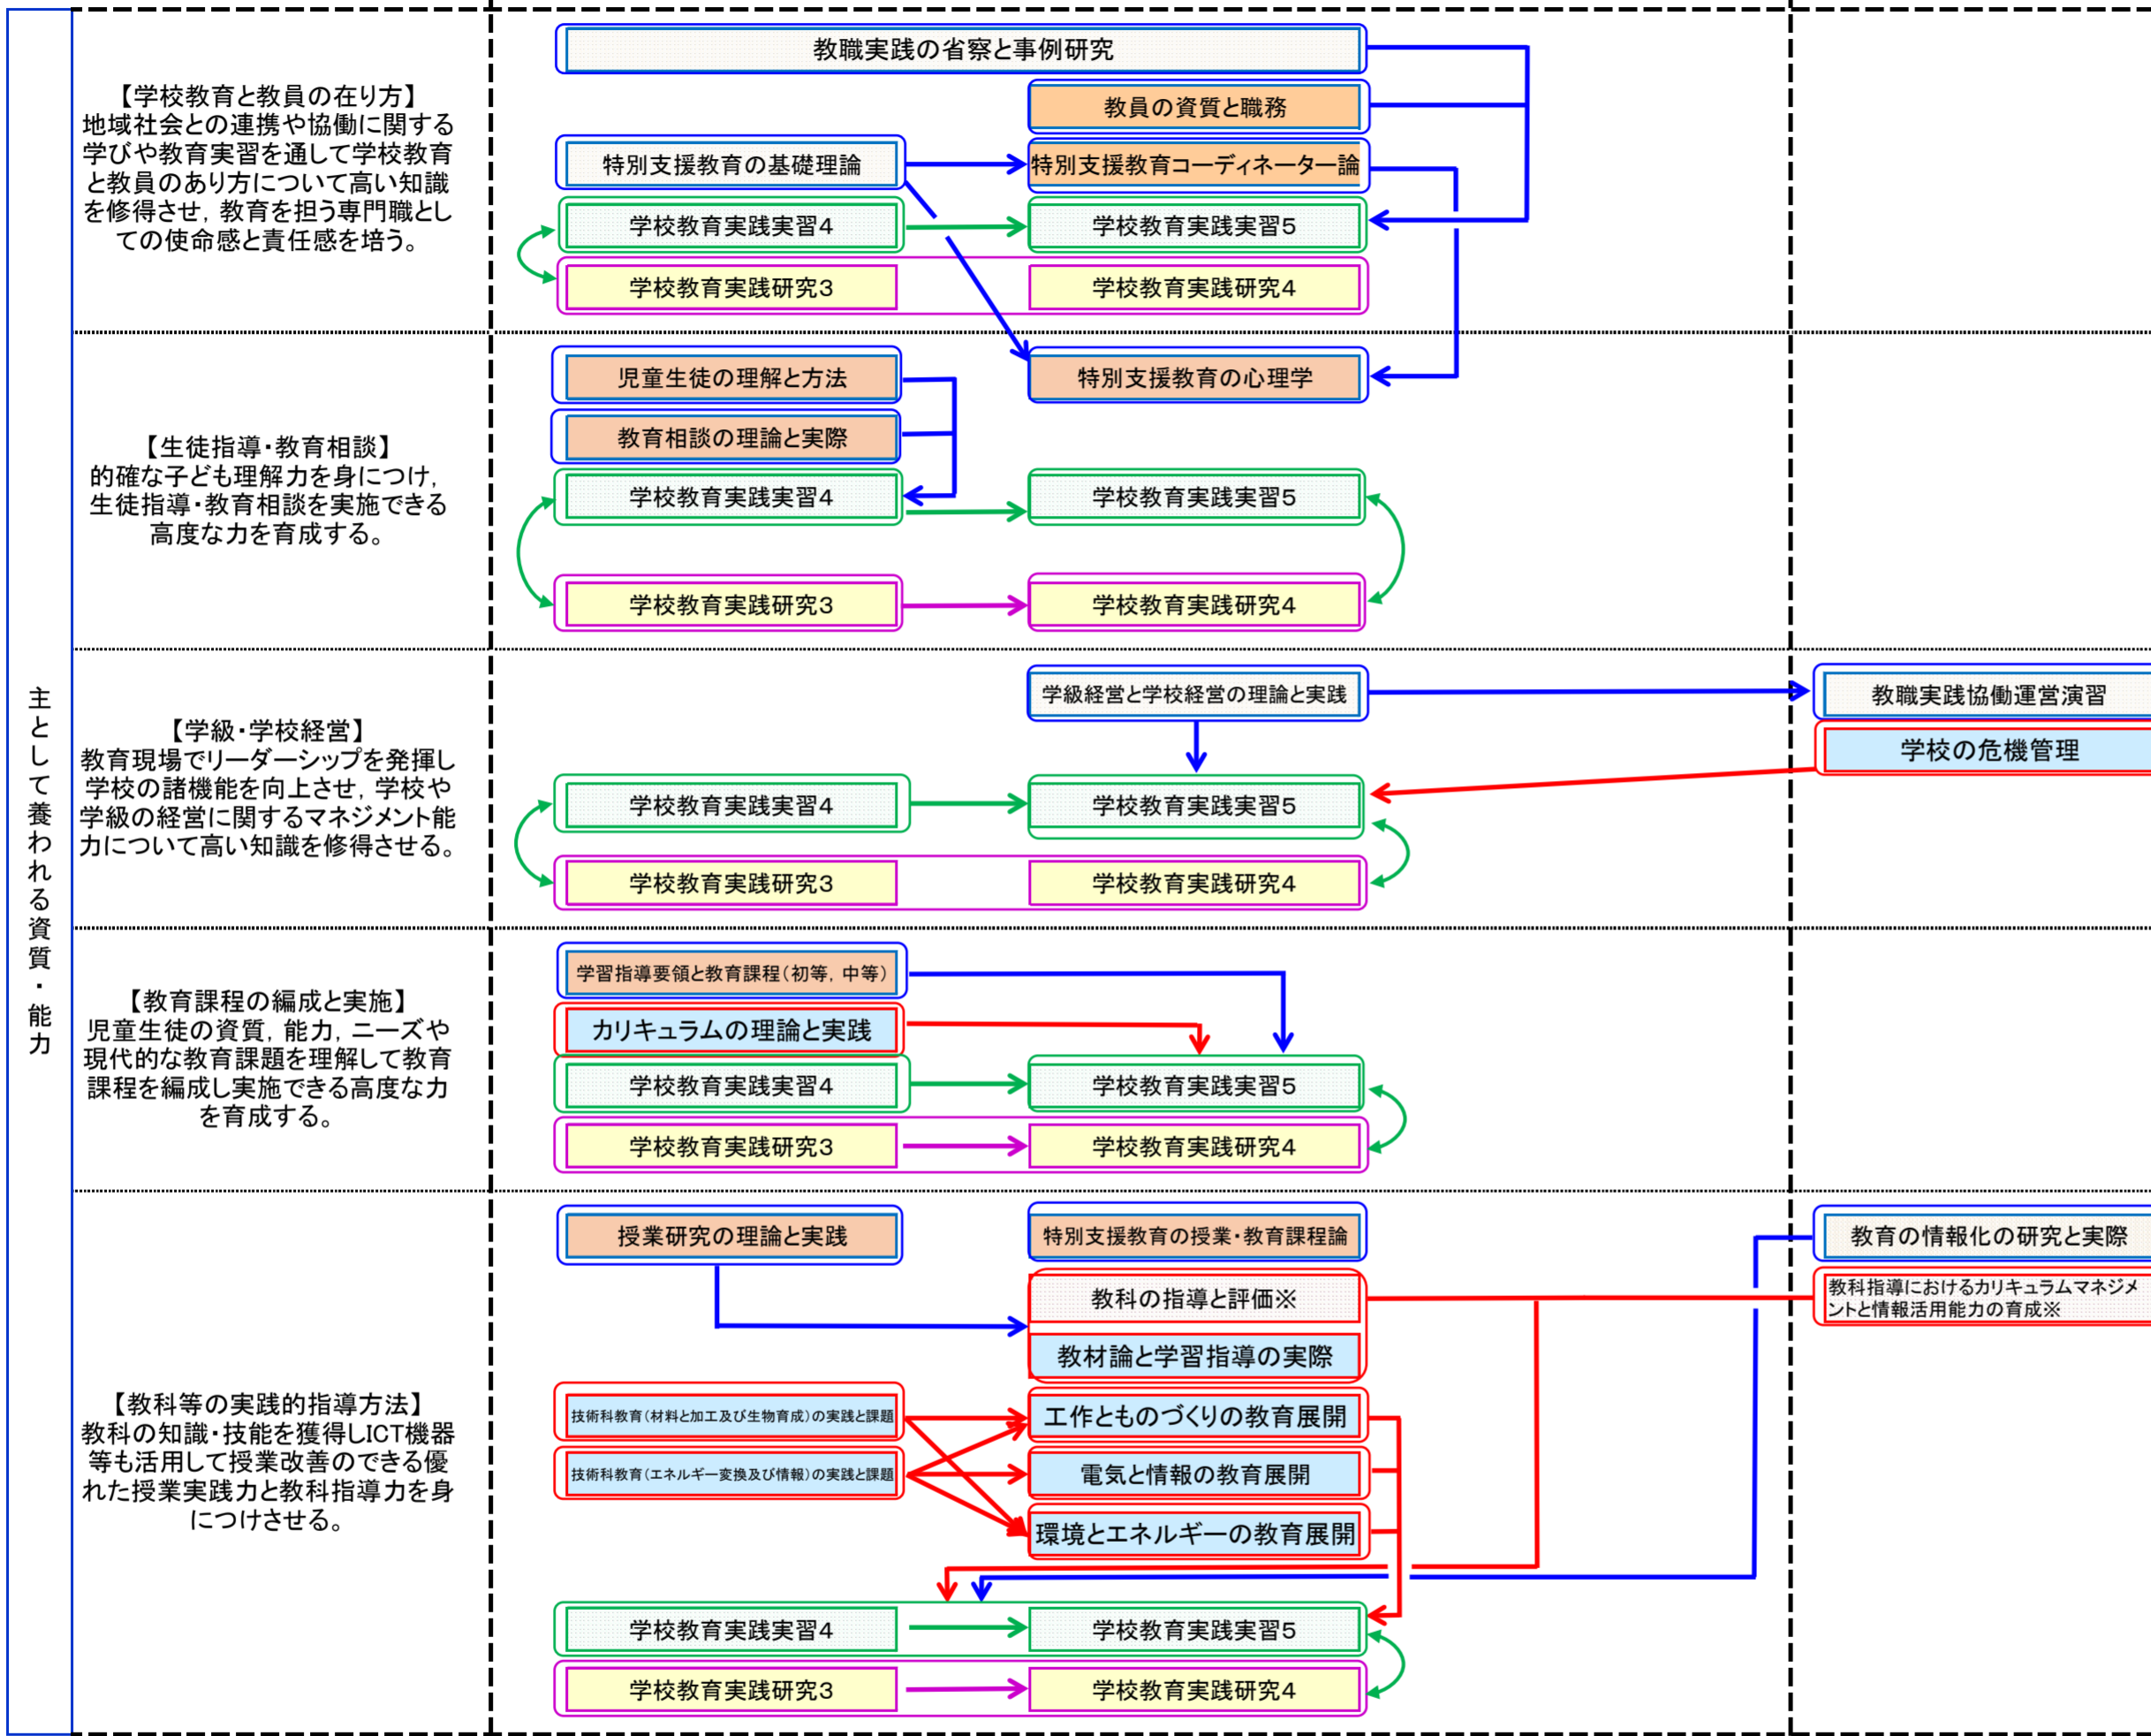 主として養われる資質・能力
【学校教育と教員の在り方】
地域社会との連携や協働に関する
学びや教育実習を通して学校教育
と教員のあり方について高い知識
を修得させ，教育を担う専門職とし
ての使命感と責任感を培う。
教職実践の省察と事例研究
教員の資質と職務
特別支援教育の基礎理論
特別支援教育コーディネーター論
学校教育実践実習4
学校教育実践実習5
学校教育実践研究3
学校教育実践研究4
【生徒指導・教育相談】
的確な子ども理解力を身につけ，
生徒指導・教育相談を実施できる
高度な力を育成する。
児童生徒の理解と方法
特別支援教育の心理学
教育相談の理論と実際
学校教育実践実習4
学校教育実践実習5
学校教育実践研究3
学校教育実践研究4
【学級・学校経営】
教育現場でリーダーシップを発揮し
学校の諸機能を向上させ，学校や
学級の経営に関するマネジメント能
力について高い知識を修得させる。
学級経営と学校経営の理論と実践
教職実践協働運営演習
学校の危機管理
学校教育実践実習4
学校教育実践実習5
学校教育実践研究3
学校教育実践研究4
【教育課程の編成と実施】
児童生徒の資質，能力，ニーズや
現代的な教育課題を理解して教育
課程を編成し実施できる高度な力
を育成する。
学習指導要領と教育課程（初等，中等）
カリキュラムの理論と実践
学校教育実践実習4
学校教育実践実習5
学校教育実践研究3
学校教育実践研究4
【教科等の実践的指導方法】
教科の知識・技能を獲得しICT機器
等も活用して授業改善のできる優
れた授業実践力と教科指導力を身
につけさせる。
授業研究の理論と実践
特別支援教育の授業・教育課程論
教育の情報化の研究と実際
教科の指導と評価※
教科指導におけるカリキュラムマネジメ
ントと情報活用能力の育成※
教材論と学習指導の実際
技術科教育（材料と加工及び生物育成）の実践と課題
工作とものづくりの教育展開
技術科教育（エネルギー変換及び情報）の実践と課題
電気と情報の教育展開
環境とエネルギーの教育展開
学校教育実践実習4
学校教育実践実習5
学校教育実践研究3
学校教育実践研究4